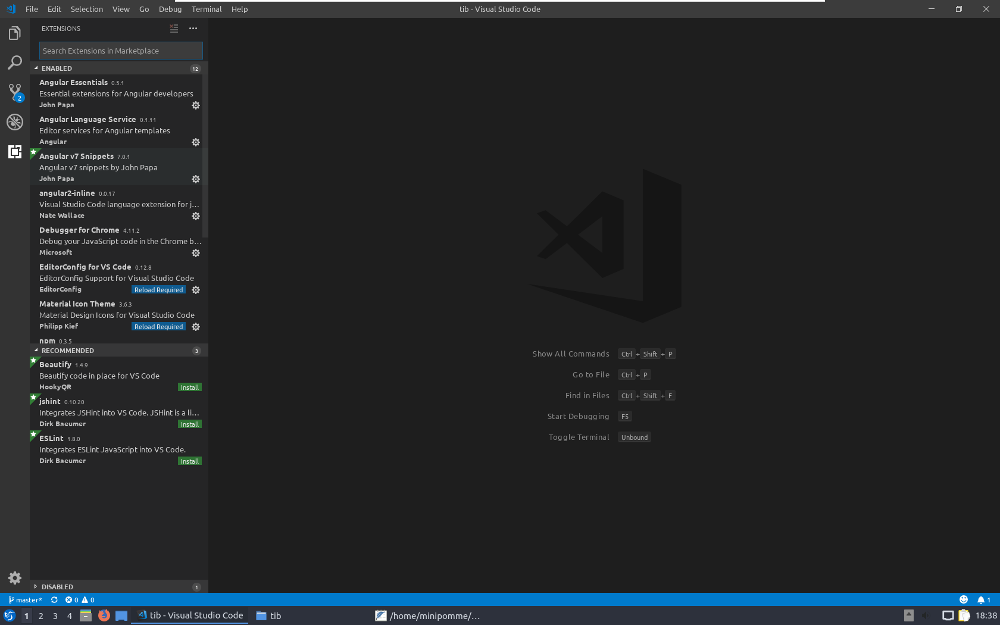 File Edit Selection View Go Debug Terminal Help
tib - Visual Studio Code
EXTENSIONS
Search Extensions in Marketplace
ENABLED 12
Angular Essentials 0.5.1
Essential extensions for Angular developers
John Papa
Angular Language Service 0.1.11
Editor services for Angular templates
Angular
Angular v7 Snippets 7.0.1
Angular v7 snippets by John Papa
John Papa
angular2-inline 0.0.17
Visual Studio Code language extension for j...
Nate Wallace
Debugger for Chrome 4.11.2
Debug your JavaScript code in the Chrome b...
Microsoft
EditorConfig for VS Code 0.12.8
EditorConfig Support for Visual Studio Code
EditorConfig Reload Required
Material Icon Theme 3.6.3
Material Design Icons for Visual Studio Code
Philipp Kief Reload Required
npm 0.3.5
RECOMMENDED 3
Beautify 1.4.9
Beautify code in place for VS Code
HookyQR Install
jshint 0.10.20
Integrates JSHint into VS Code. JSHint is a li...
Dirk Baeumer Install
ESLint 1.8.0
Integrates ESLint JavaScript into VS Code.
Dirk Baeumer Install
DISABLED 1
2
Show All Commands Ctrl + Shift + P
Go to File Ctrl + P
Find in Files Ctrl + Shift + F
Start Debugging F5
Toggle Terminal Unbound
master* 0 0 1
1 2 3 4 tib - Visual Studio Code tib /home/minipomme/... 18:38